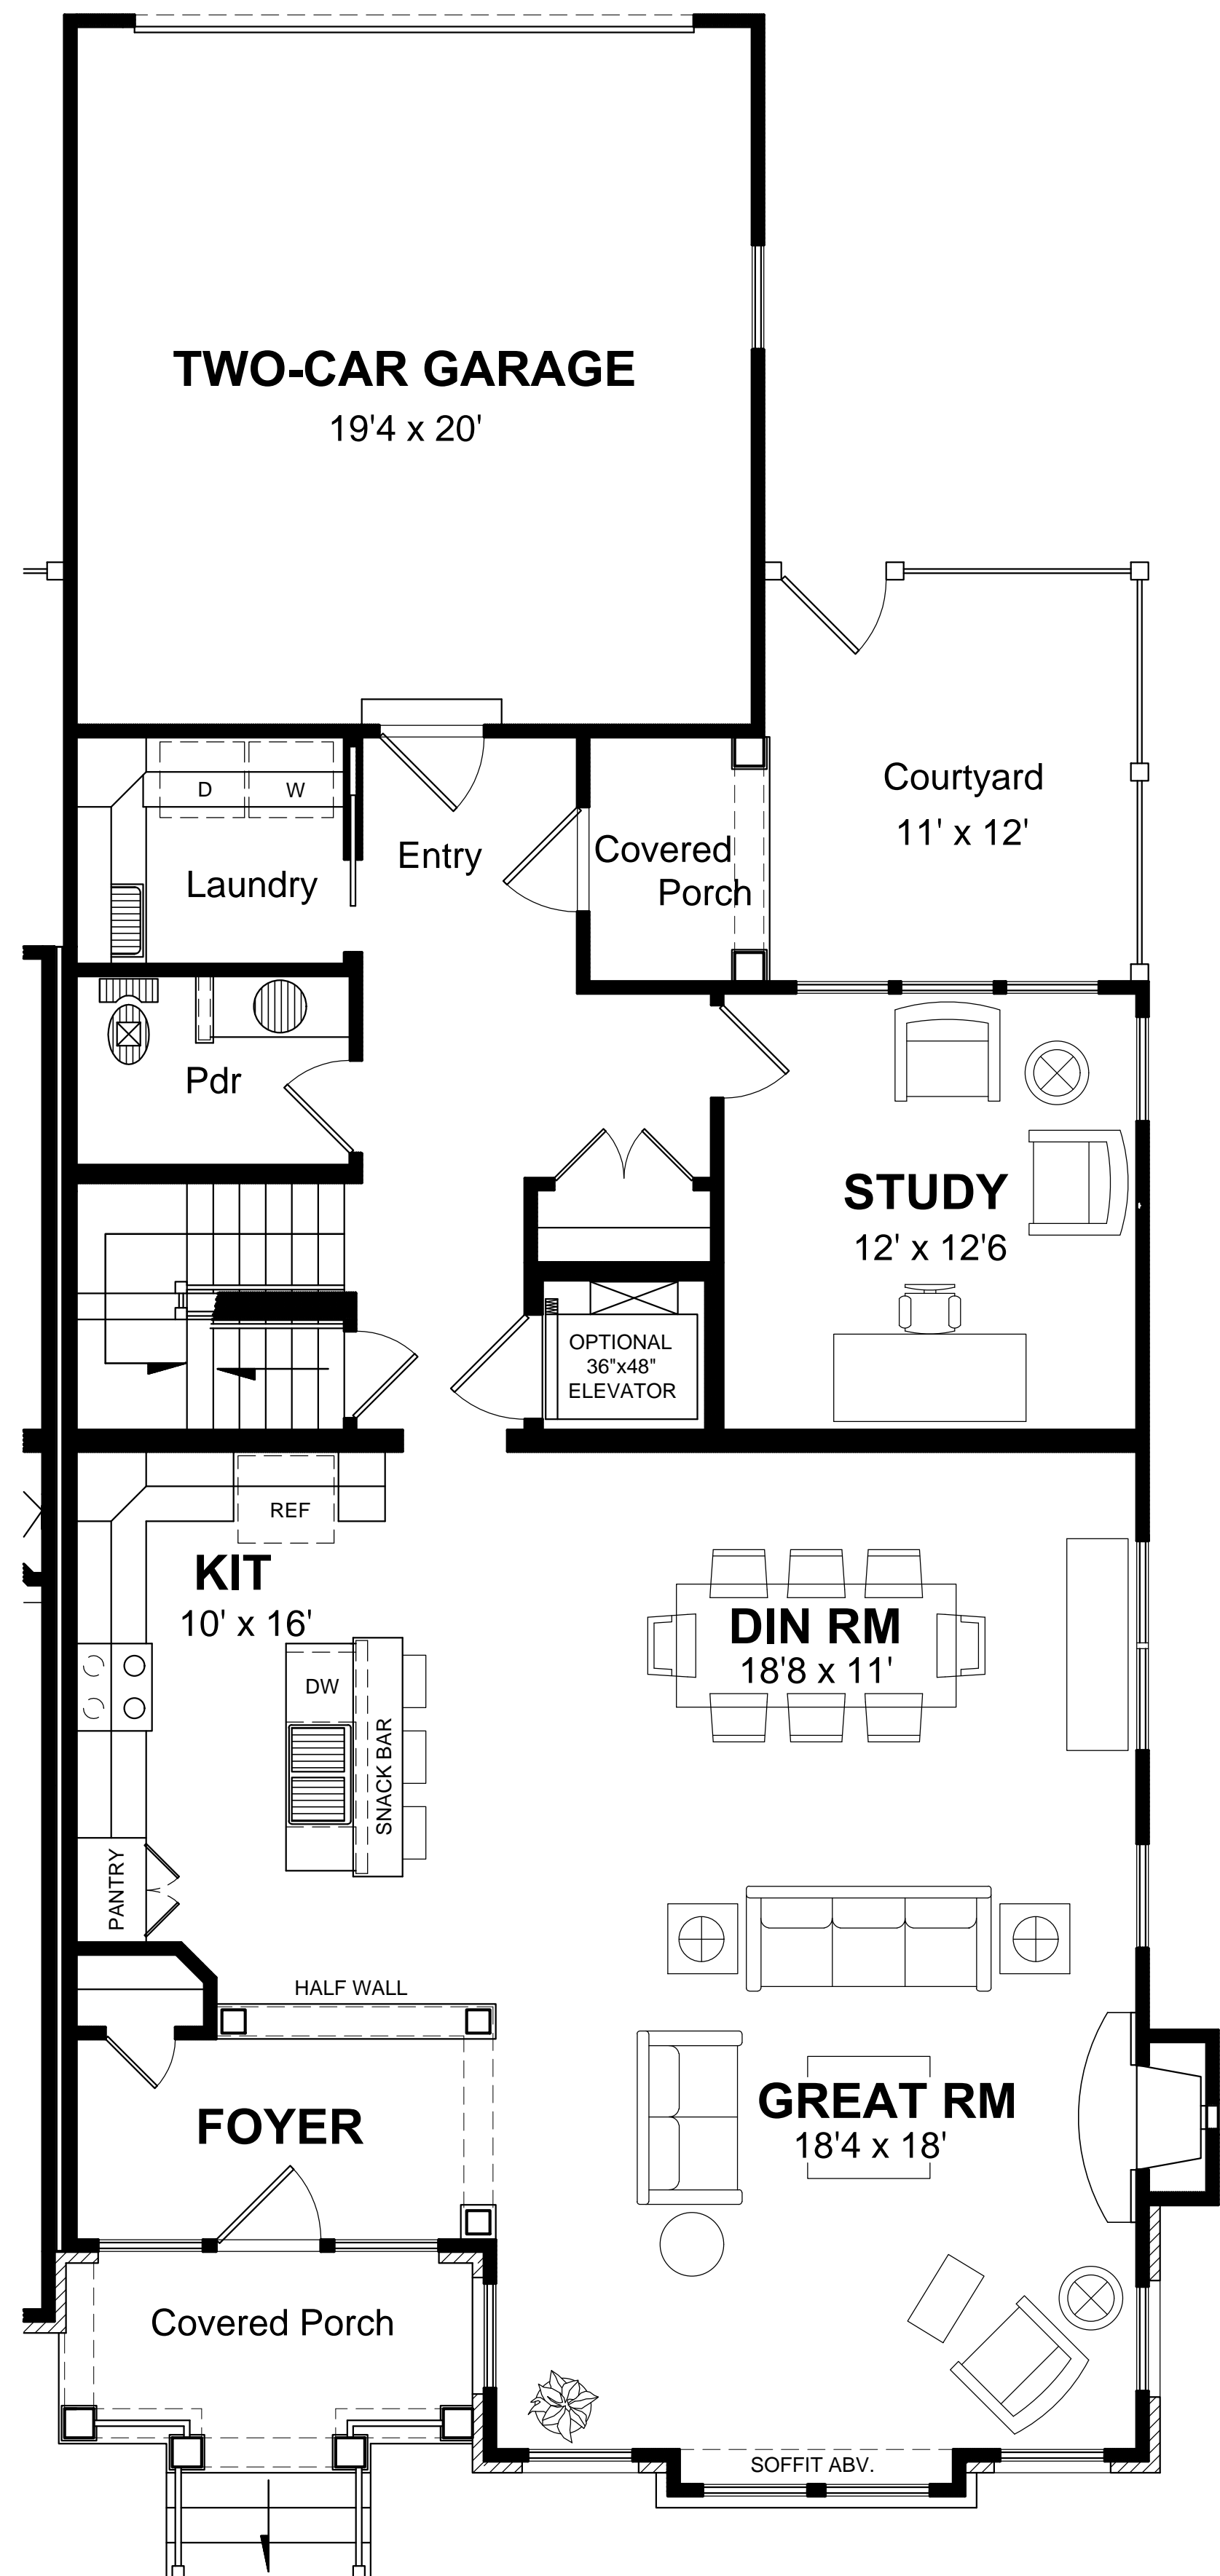 TWO-CAR GARAGE
19'4 x 20'
Courtyard
11' x 12'
D
W
Entry
Covered
Porch
Laundry
Pdr
STUDY
12' x 12'6
OPTIONAL
36"x48"
ELEVATOR
REF
KIT
10' x 16'
DIN RM
18'8 x 11'
DW
SNACK BAR
PANTRY
HALF WALL
GREAT RM
18'4 x 18'
FOYER
Covered Porch
SOFFIT ABV.